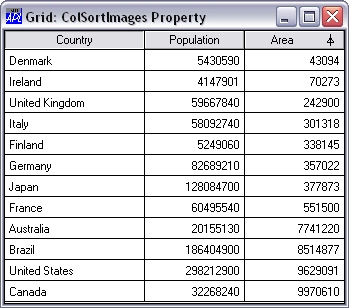 Grid: ColSortImages Property
Country Population Area
Denmark 5430590 43094
Ireland 4147901 70273
United Kingdom 59667840 242900
Italy 58092740 301318
Finland 5249060 338145
Germany 82689210 357022
Japan 128084700 377873
France 60495540 551500
Australia 20155130 7741220
Brazil 186404900 8514877
United States 298212900 9629091
Canada 32268240 9970610